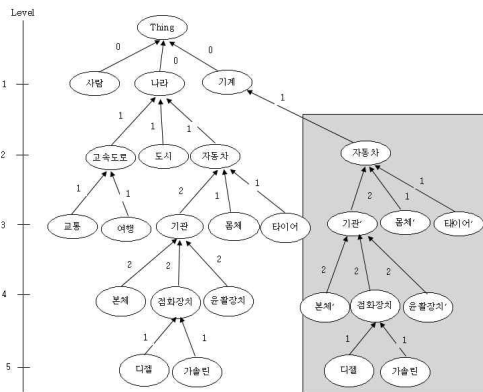 Level
Thing
0
0
0
1
사람
나라
기계
1
1
1
1
2
고속도로
도시
자동차
자동차
1
1
2
1
1
2
1
1
3
교통
여행
기관
몸체
타이어
기관′
몸체′
태이어′
2
2
2
2
2
2
4
본체
점화장치
윤활장치
본체′
점화장치
윤활장치′
1
1
1
1
5
디젤
가솔린
디젤
가솔린